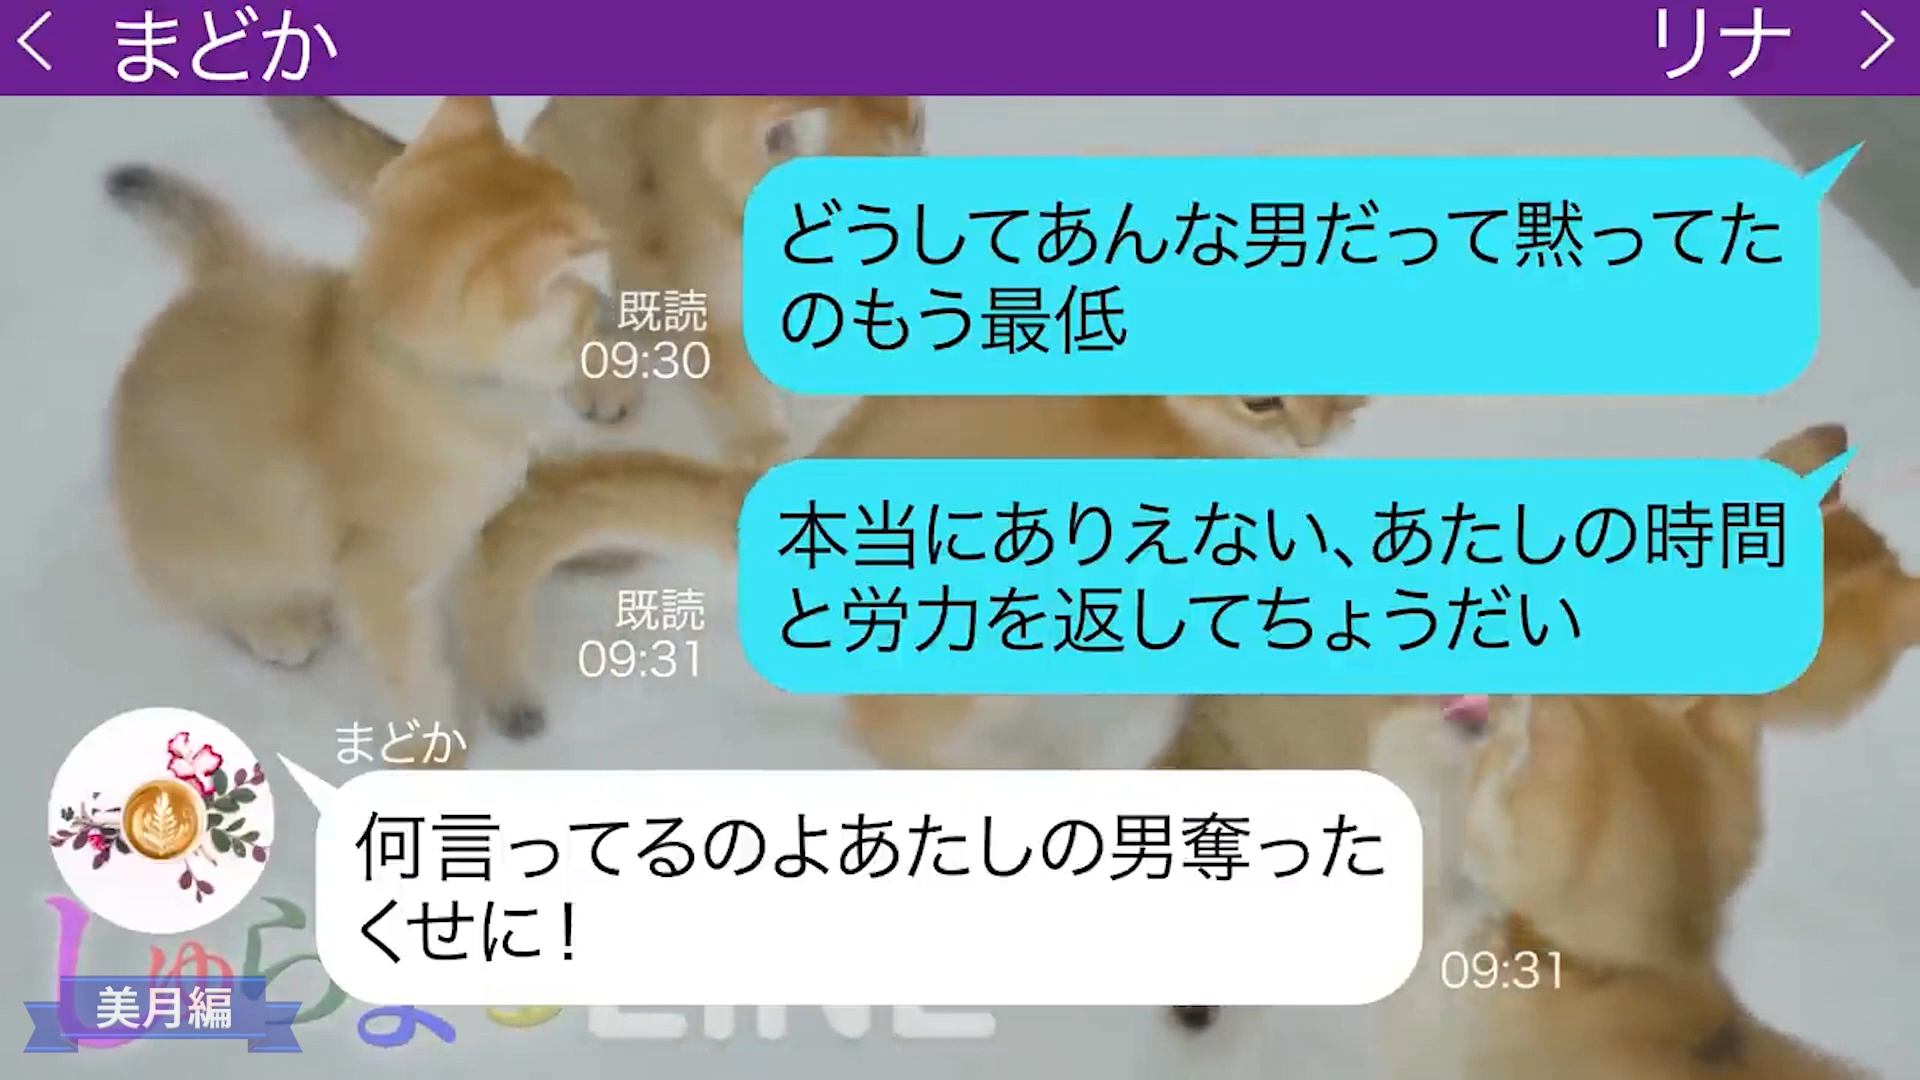 まどか
リナ
どうしてあんな男だって黙ってた
のもう最低
既読
09:30
本当にありえない、あたしの時間
と労力を返してちょうだい
既読
09:31
まどか
何言ってるのよあたしの男奪った
くせに！
09:31
美月編
LINE